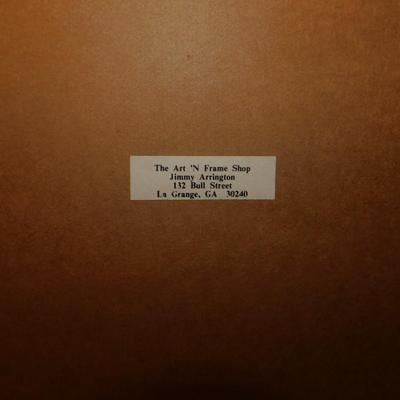 The Art 'N Frame Shop
Jimmy Arrington
132 Bull Street
La Grange, GA 30240